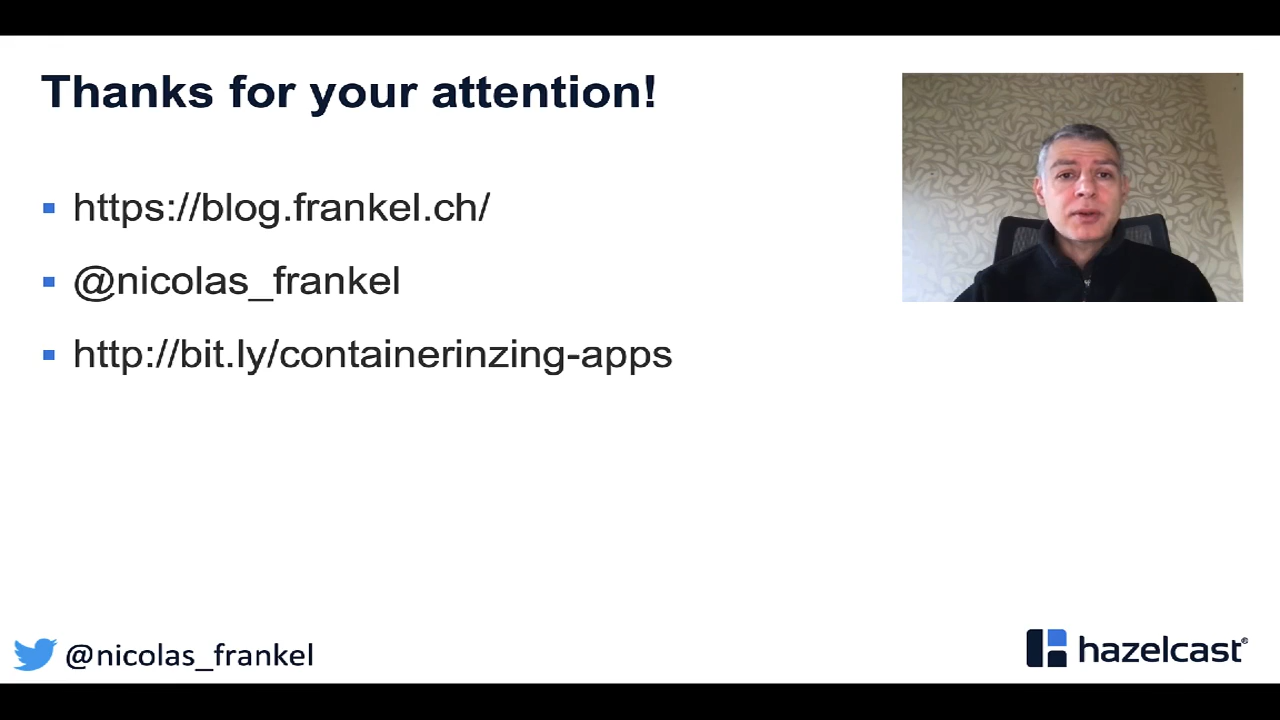 Thanks for your attention!
https://blog.frankel.ch/
@nicolas_frankel
http://bit.ly/containerinzing-apps
@nicolas_frankel
hazelcast®